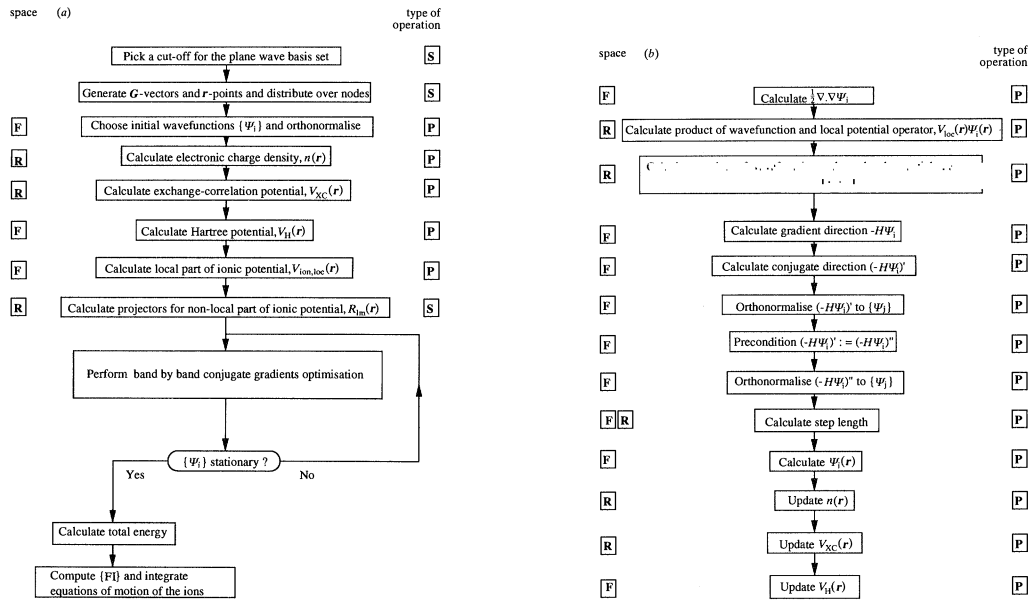 space (a) type of
operation
Pick a cut-off for the plane wave basis set S
Generate G-vectors and r-points and distribute over nodes S
F Choose initial wavefunctions {Ψi} and orthonormalise P
R Calculate electronic charge density, n(r) P
R Calculate exchange-correlation potential, VXC(r) P
F Calculate Hartree potential, VH(r) P
F Calculate local part of ionic potential, Vion,loc(r) P
R Calculate projectors for non-local part of ionic potential, Rlm(r) S
Perform band by band conjugate gradients optimisation
{Ψi} stationary ?
Yes No
Calculate total energy
Compute {FI} and integrate
equations of motion of the ions
space (b) type of
operation
F Calculate ½∇.∇Ψi P
R Calculate product of wavefunction and local potential operator, Vloc(r)Ψi(r) P
R P
F Calculate gradient direction -HΨi P
F Calculate conjugate direction (-HΨi)' P
F Orthonormalise (-HΨi)' to {Ψj} P
F Precondition (-HΨi)' : = (-HΨi)" P
F Orthonormalise (-HΨi)" to {Ψj} P
F R Calculate step length P
F Calculate Ψi(r) P
R Update n(r) P
R Update VXC(r) P
F Update VH(r) P